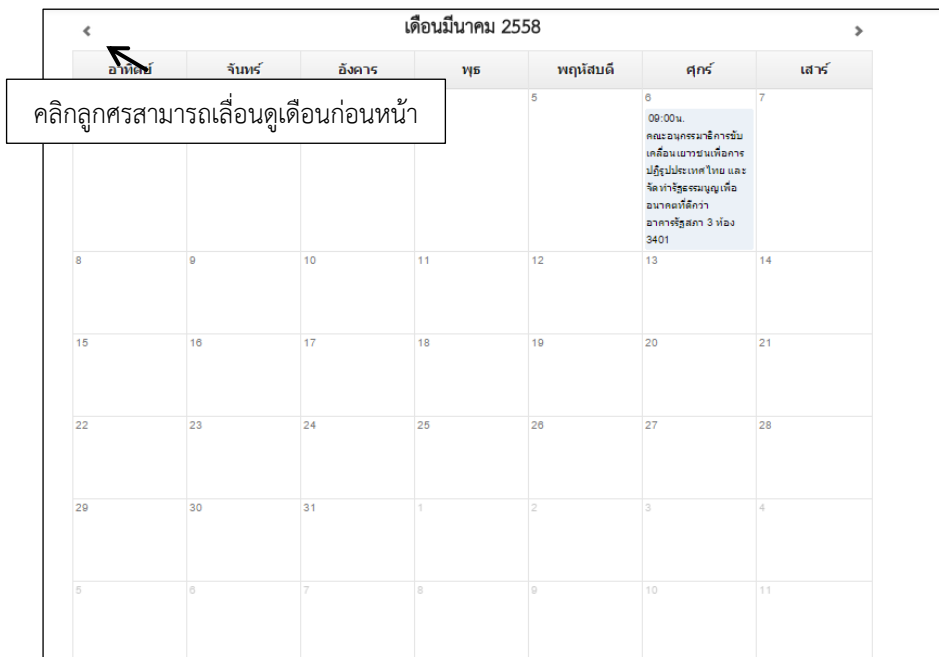 เดือนมีนาคม 2558
อาทิตย์ จันทร์ อังคาร พุธ พฤหัสบดี ศุกร์ เสาร์
คลิกลูกศรสามารถเลื่อนดูเดือนก่อนหน้า
5 6 7
09:00น.
คณะอนุกรรมาธิการขับ
เคลื่อนเยาวชนเพื่อการ
ปฏิรูปประเทศไทย และ
จัดทำรัฐธรรมนูญเพื่อ
อนาคตที่ดีกว่า
อาคารรัฐสภา 3 ห้อง
3401
8 9 10 11 12 13 14
15 16 17 18 19 20 21
22 23 24 25 26 27 28
29 30 31 1 2 3 4
5 6 7 8 9 10 11